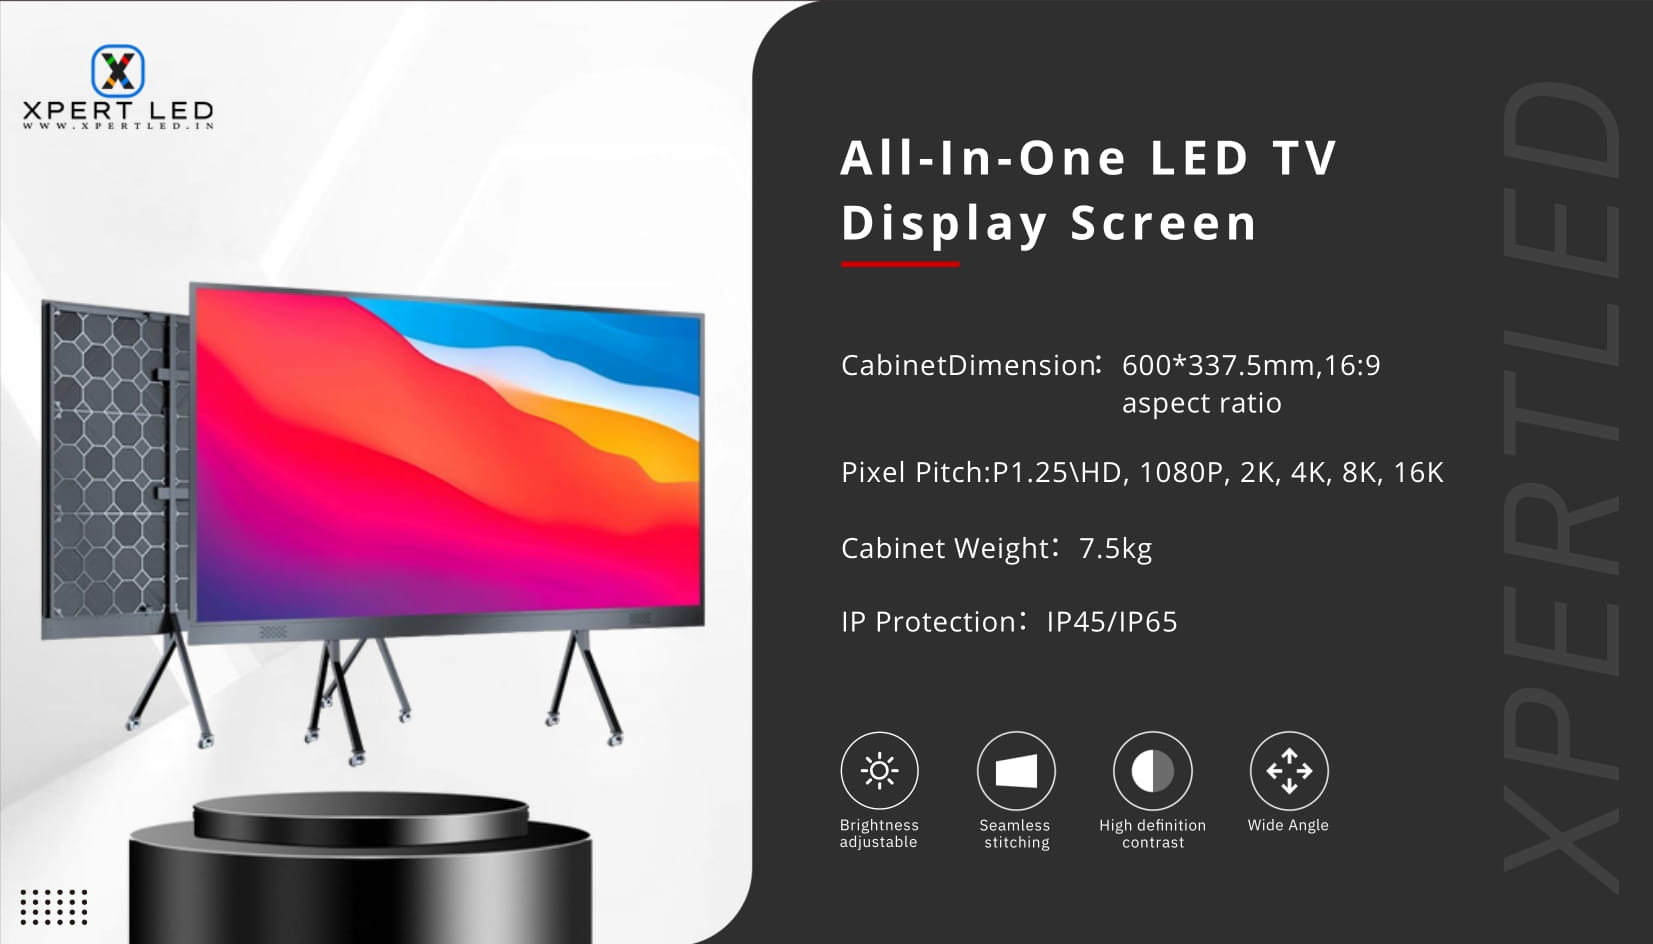 XPERT LED
WWW.XPERTLED.IN
All-In-One LED TV
Display Screen
CabinetDimension: 600*337.5mm,16:9
aspect ratio
Pixel Pitch:P1.25\HD, 1080P, 2K, 4K, 8K, 16K
Cabinet Weight: 7.5kg
IP Protection: IP45/IP65
Brightness
adjustable
Seamless
stitching
High definition
contrast
Wide Angle
XPERTLED